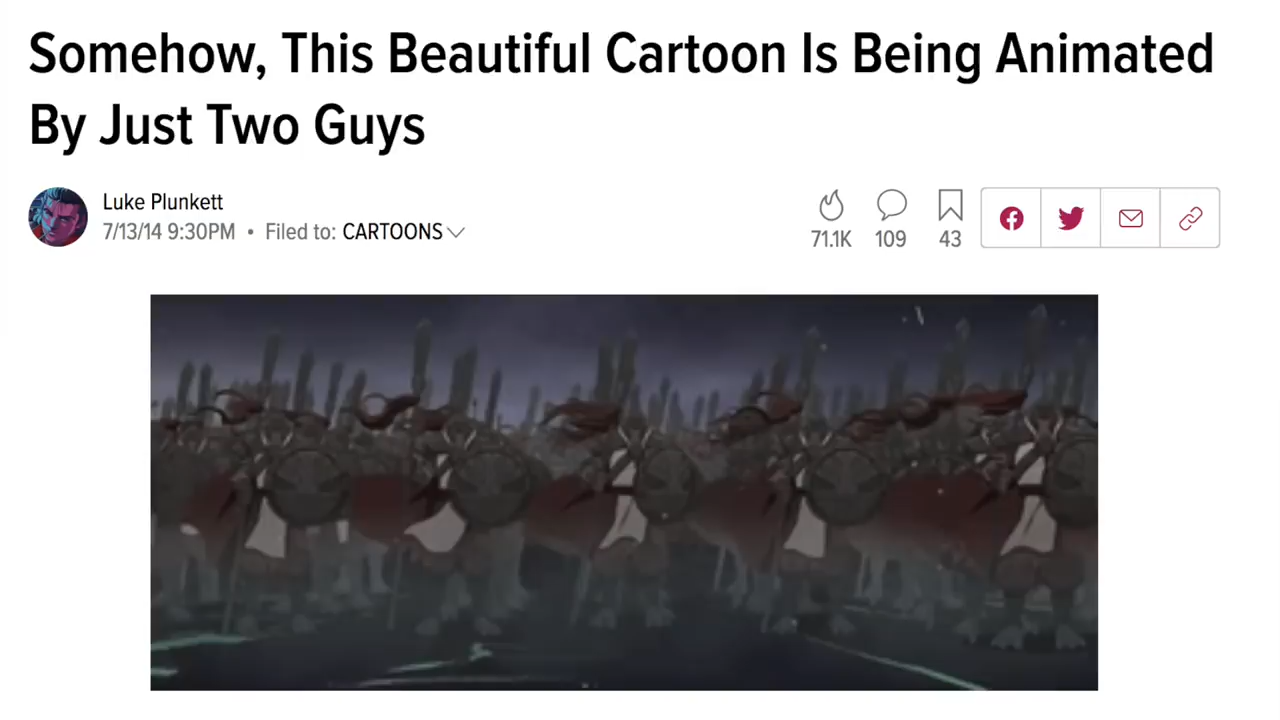 Somehow, This Beautiful Cartoon Is Being Animated
By Just Two Guys
Luke Plunkett
7/13/14 9:30PM • Filed to: CARTOONS
71.1K 109 43